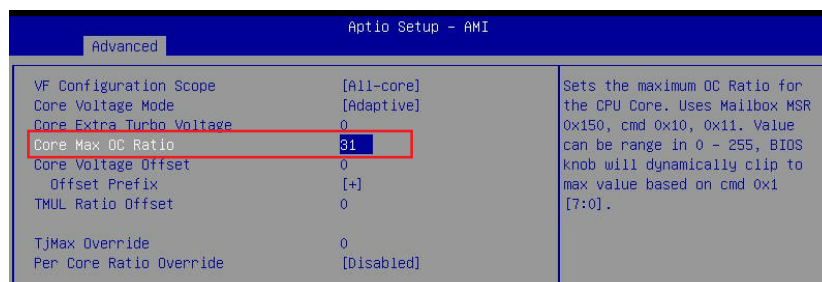 Aptio Setup - AMI
Advanced
VF Configuration Scope [All-core]
Core Voltage Mode [Adaptive]
Core Extra Turbo Voltage 0
Core Max OC Ratio 31
Core Voltage Offset 0
Offset Prefix [+]
TMUL Ratio Offset 0
TjMax Override 0
Per Core Ratio Override [Disabled]
Sets the maximum OC Ratio for
the CPU Core. Uses Mailbox MSR
0x150, cmd 0x10, 0x11. Value
can be range in 0 - 255, BIOS
knob will dynamically clip to
max value based on cmd 0x1
[7:0].